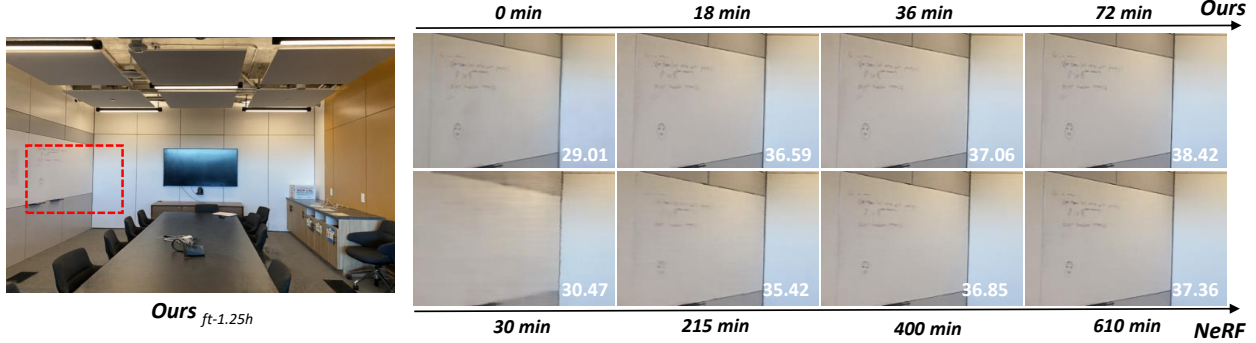 0 min 18 min 36 min 72 min Ours
29.01 36.59 37.06 38.42
30.47 35.42 36.85 37.36
30 min 215 min 400 min 610 min NeRF
Ours ft-1.25h